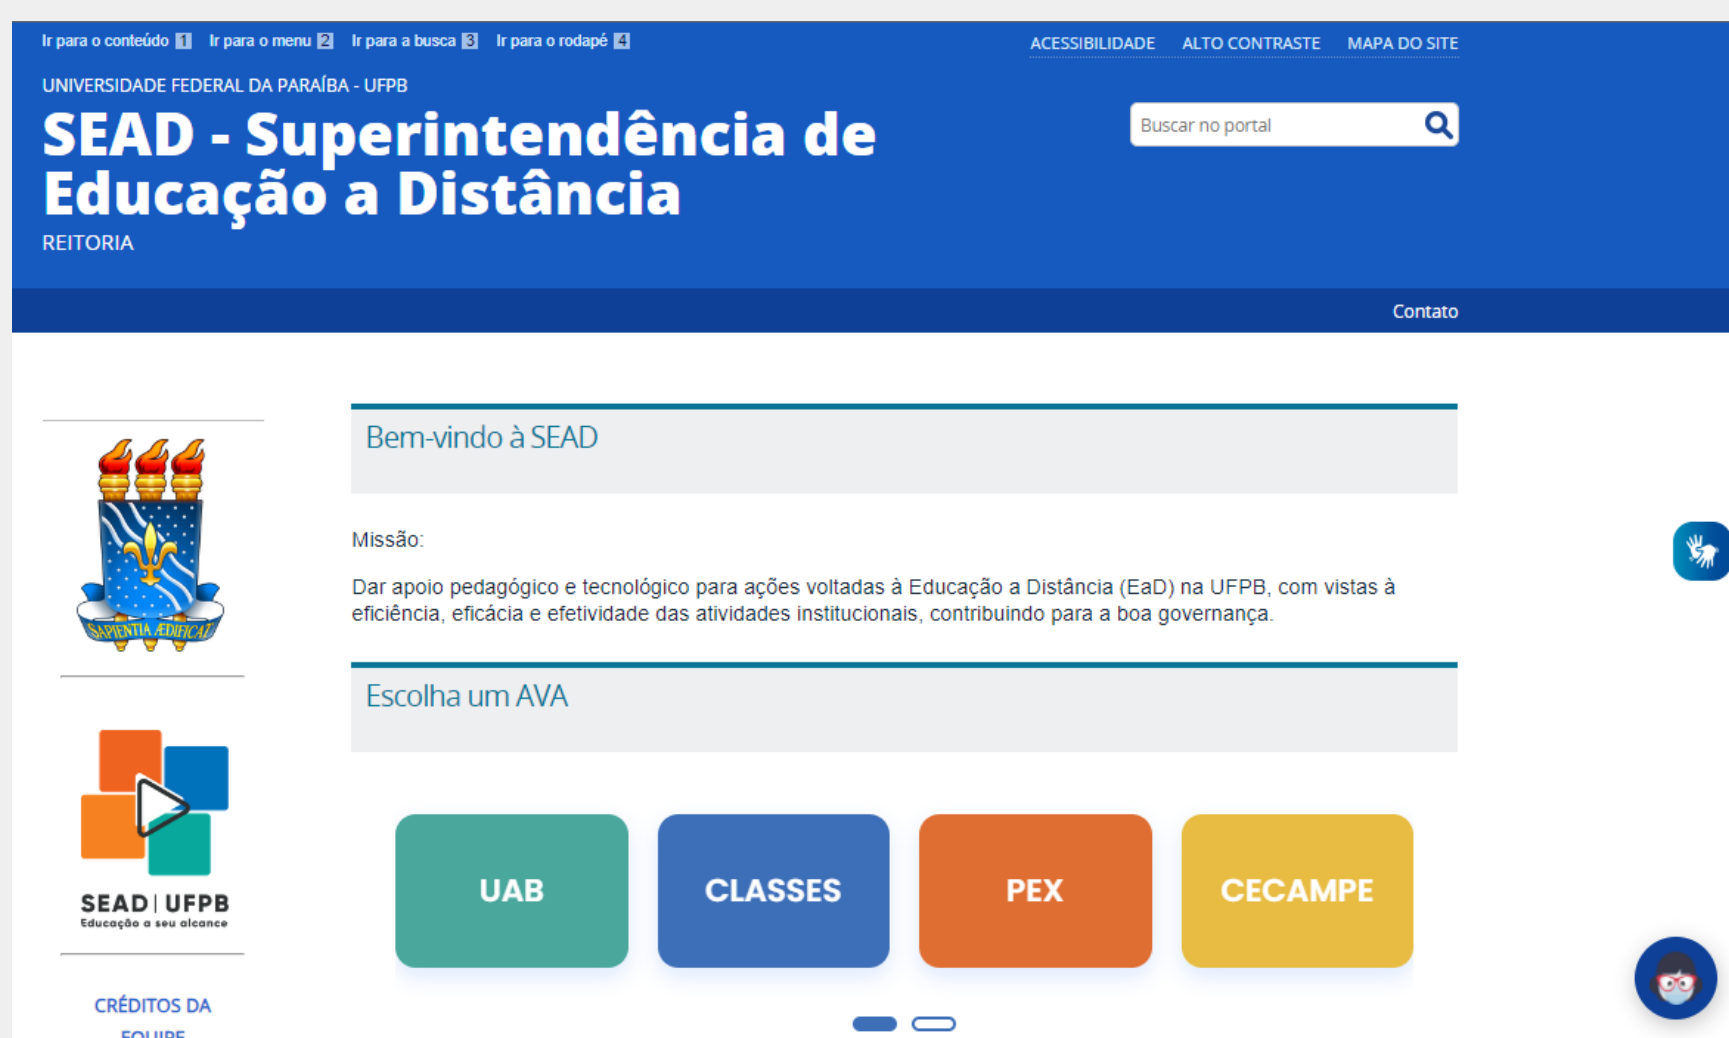 Ir para o conteúdo 1 Ir para o menu 2 Ir para a busca 3 Ir para o rodapé 4
ACESSIBILIDADE ALTO CONTRASTE MAPA DO SITE
UNIVERSIDADE FEDERAL DA PARAÍBA - UFPB
SEAD - Superintendência de
Educação a Distância
REITORIA
Buscar no portal
Contato
Bem-vindo à SEAD
Missão:
Dar apoio pedagógico e tecnológico para ações voltadas à Educação a Distância (EaD) na UFPB, com vistas à
eficiência, eficácia e efetividade das atividades institucionais, contribuindo para a boa governança.
SAPIENTIA ÆDIFICAT
Escolha um AVA
UAB
CLASSES
PEX
CECAMPE
SEAD | UFPB
Educação a seu alcance
CRÉDITOS DA
EQUIPE